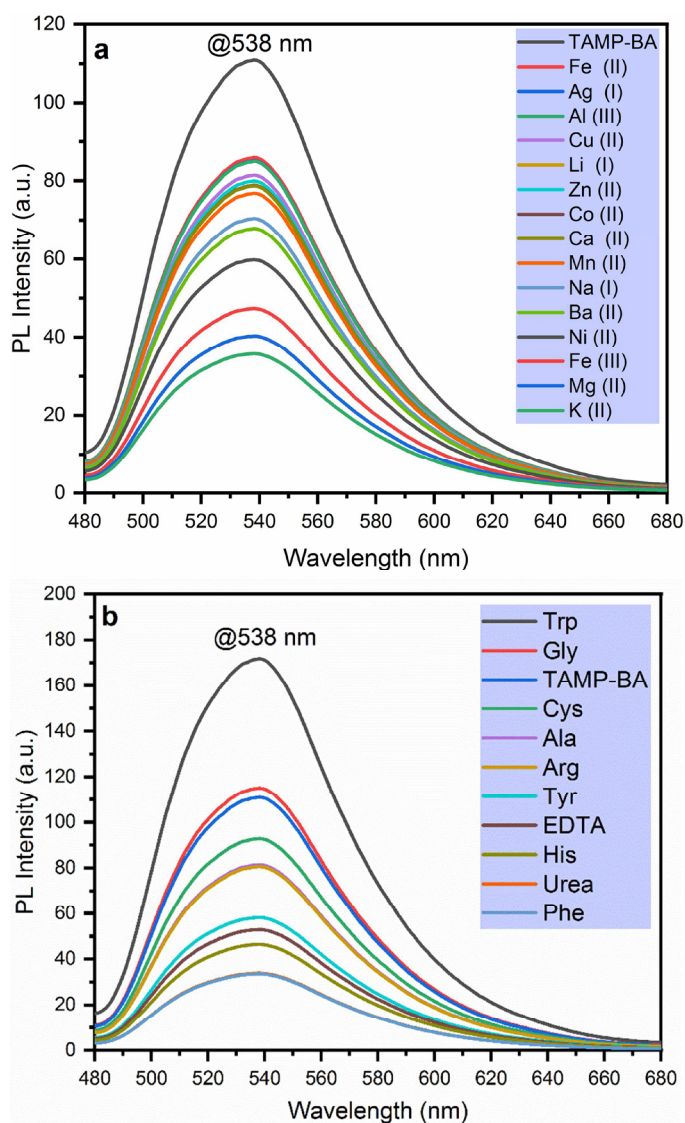 a
@538 nm
TAMP-BA
Fe (II)
Ag (I)
Al (III)
Cu (II)
Li (I)
Zn (II)
Co (II)
Ca (II)
Mn (II)
Na (I)
Ba (II)
Ni (II)
Fe (III)
Mg (II)
K (II)
120
100
80
60
40
20
0
PL Intensity (a.u.)
480 500 520 540 560 580 600 620 640 660 680
Wavelength (nm)
b
@538 nm
Trp
Gly
TAMP-BA
Cys
Ala
Arg
Tyr
EDTA
His
Urea
Phe
200
180
160
140
120
100
80
60
40
20
0
PL Intensity (a.u.)
480 500 520 540 560 580 600 620 640 660 680
Wavelength (nm)